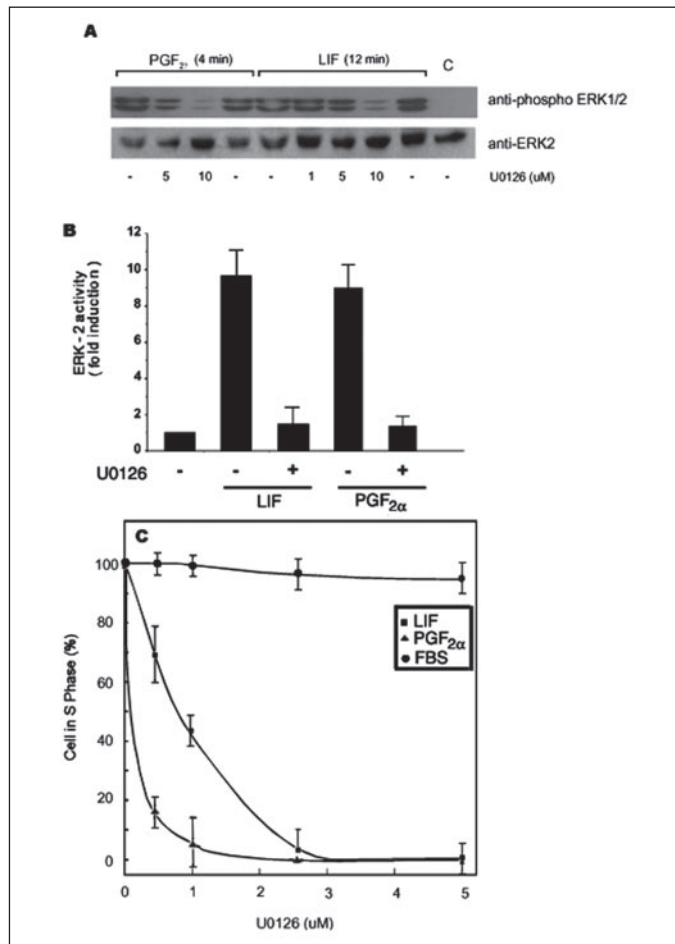 A
PGF2α (4 min) LIF (12 min) C
anti-phospho ERK1/2
anti-ERK2
- 5 10 - - 1 5 10 - - U0126 (uM)
B
12
10
8
6
4
2
0
ERK - 2 activity
( fold induction)
U0126 - - + - +
LIF PGF2α
C
100
80
60
40
20
0
Cell in S Phase (%)
LIF
PGF2α
FBS
0 1 2 3 4 5
U0126 (uM)